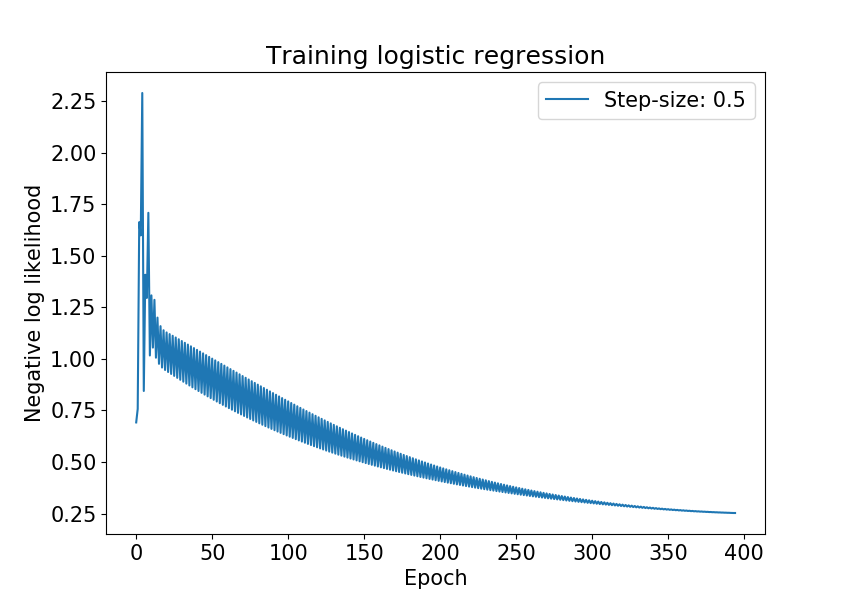 Training logistic regression
Step-size: 0.5
Negative log likelihood
2.25
2.00
1.75
1.50
1.25
1.00
0.75
0.50
0.25
0 50 100 150 200 250 300 350 400
Epoch